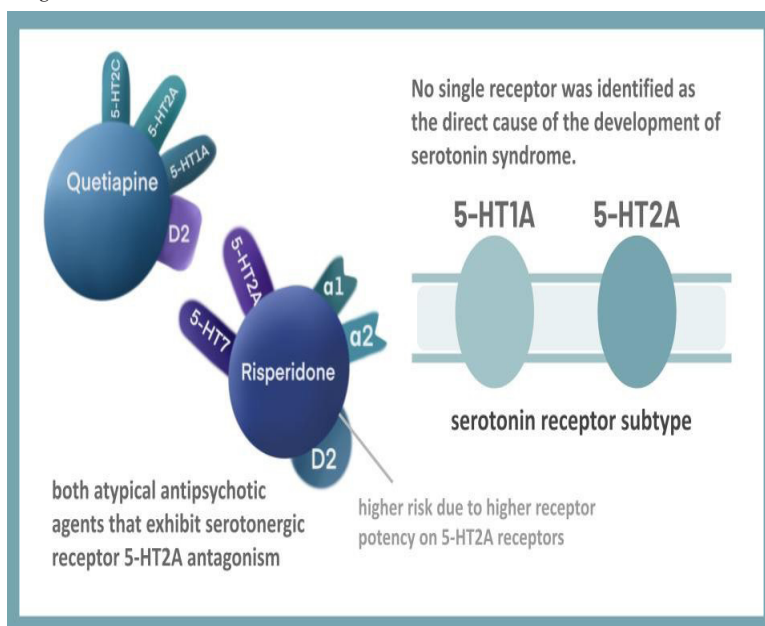 5-HT2C
5-HT2A
5-HT1A
Quetiapine
D2
No single receptor was identified as
the direct cause of the development of
serotonin syndrome.
5-HT1A
5-HT2A
5-HT2A
5-HT7
α1
α2
Risperidone
D2
serotonin receptor subtype
both atypical antipsychotic
agents that exhibit serotonergic
receptor 5-HT2A antagonism
higher risk due to higher receptor
potency on 5-HT2A receptors